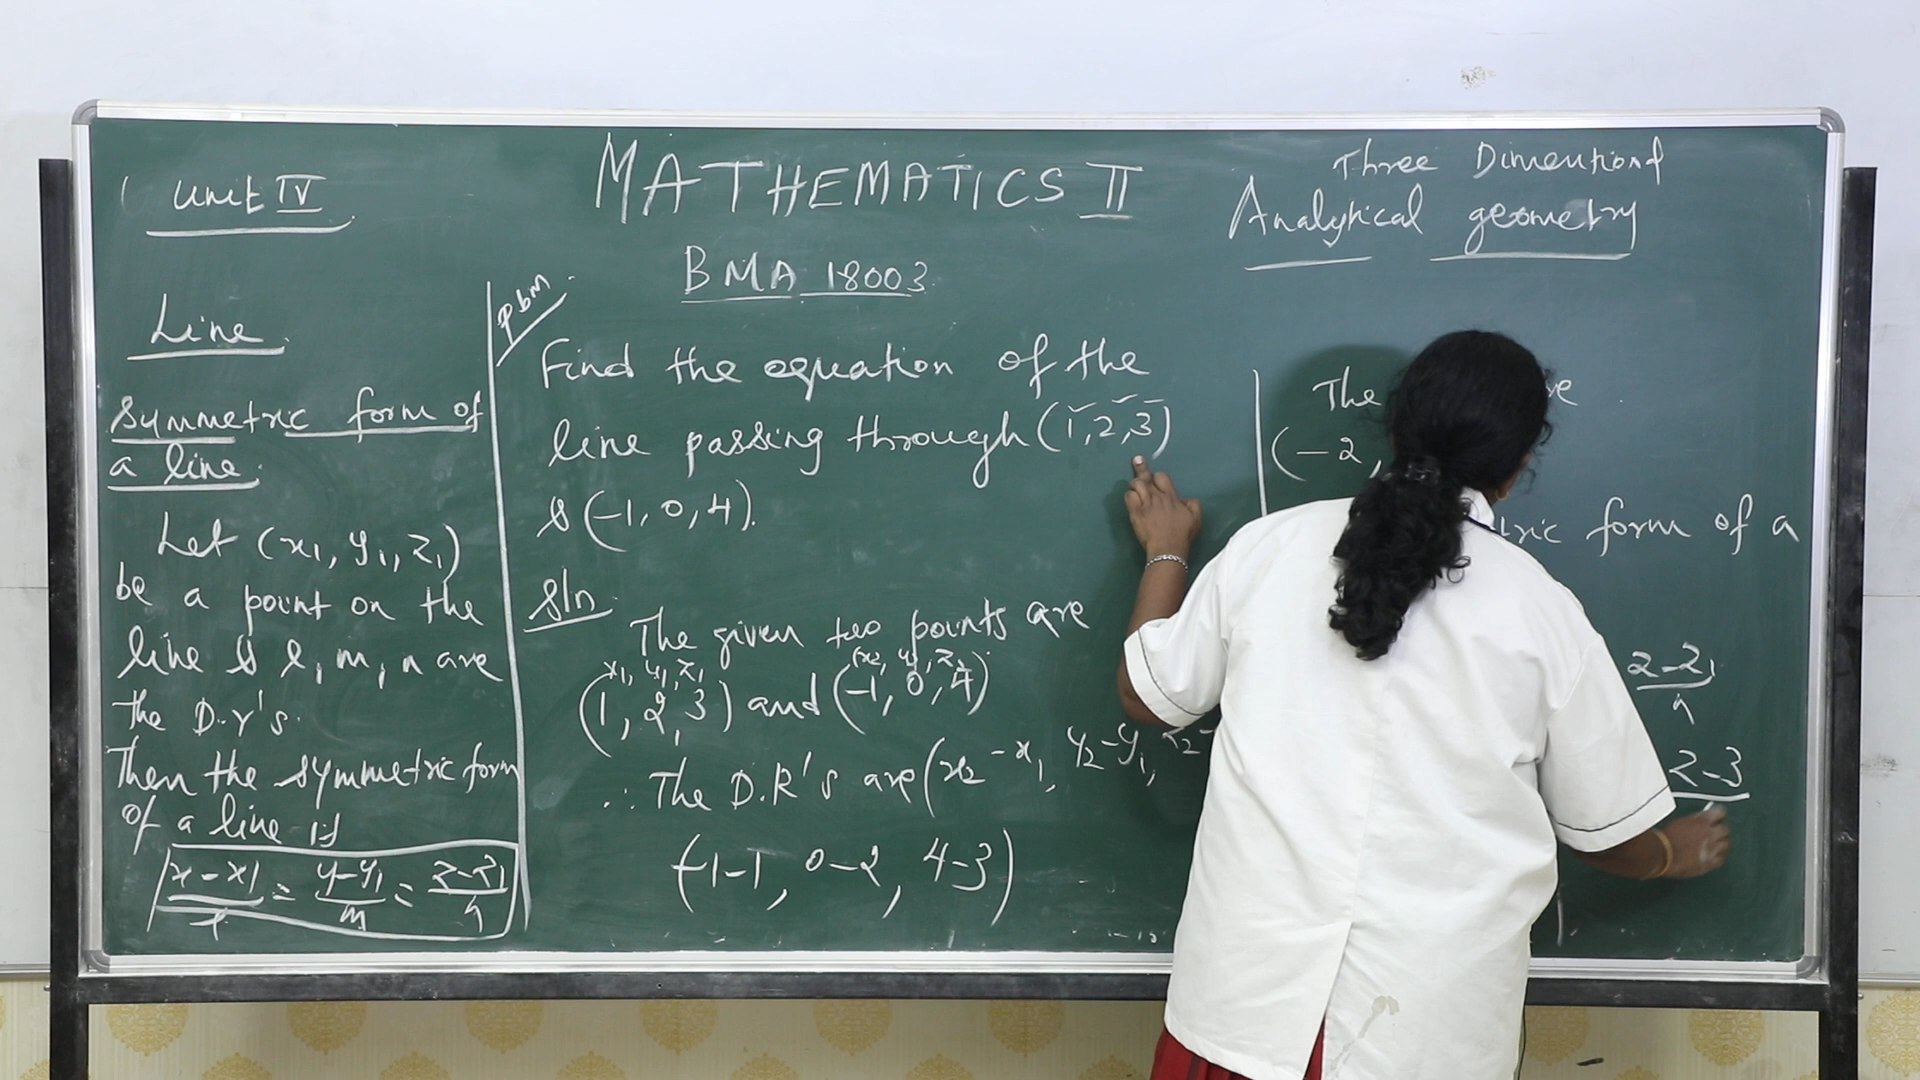 Unit IV
MATHEMATICS II
BMA 18003
Three Dimentional
Analytical geometry
Line
Symmetric form of
a line.
Let (x₁, y₁, z₁)
be a point on the
line & l, m, n are
the D.r's.
Then the symmetric form
of a line is
x-x₁/l = y-y₁/m = z-z₁/n
Pbm.
Find the equation of the
line passing through (1,2,3)
& (-1,0,4).
Sln
The given two points are
x₁, y₁, z₁ x₂, y₂, z₂
(1, 2, 3) and (-1, 0, 4)
∴ The D.R's are (x₂-x₁, y₂-y₁, z₂-
(-1-1, 0-2, 4-3)
The
(-2,
form of a
z-z₁/n
z-3